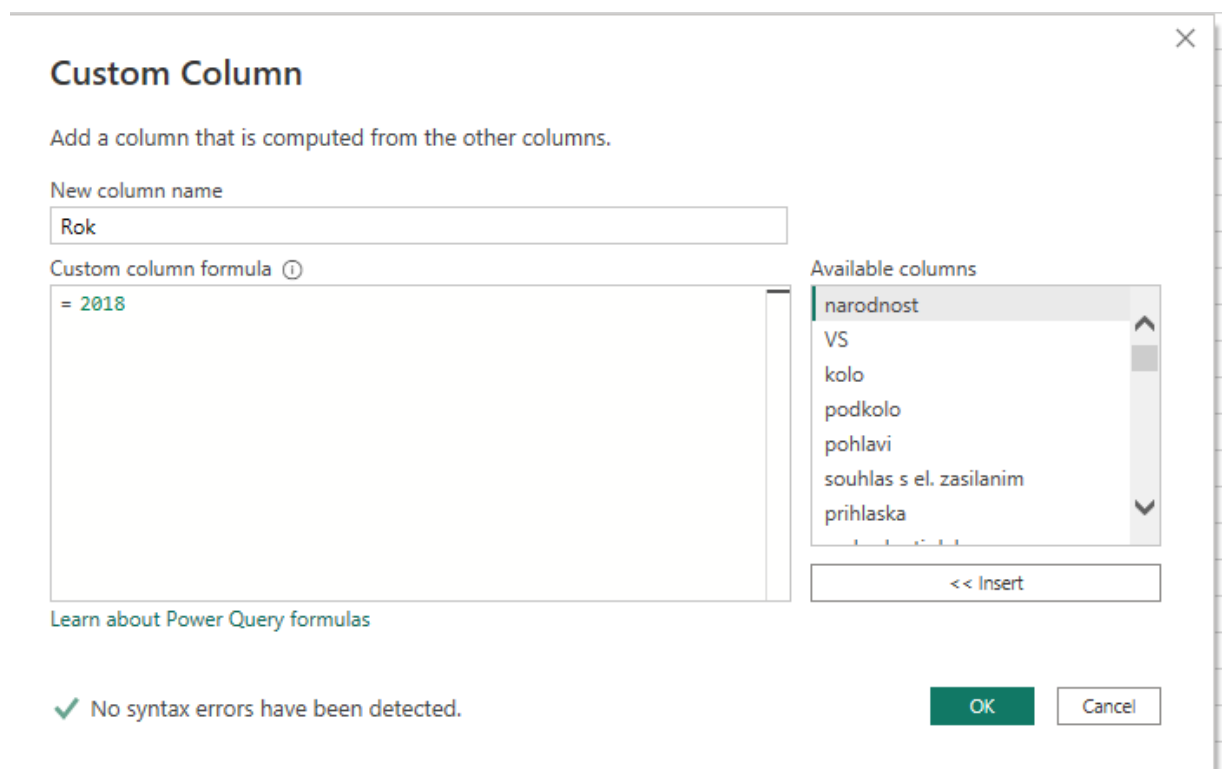 Custom Column
Add a column that is computed from the other columns.
New column name
Rok
Custom column formula
= 2018
Available columns
narodnost
VS
kolo
podkolo
pohlavi
souhlas s el. zasilanim
prihlaska
<< Insert
Learn about Power Query formulas
No syntax errors have been detected.
OK
Cancel